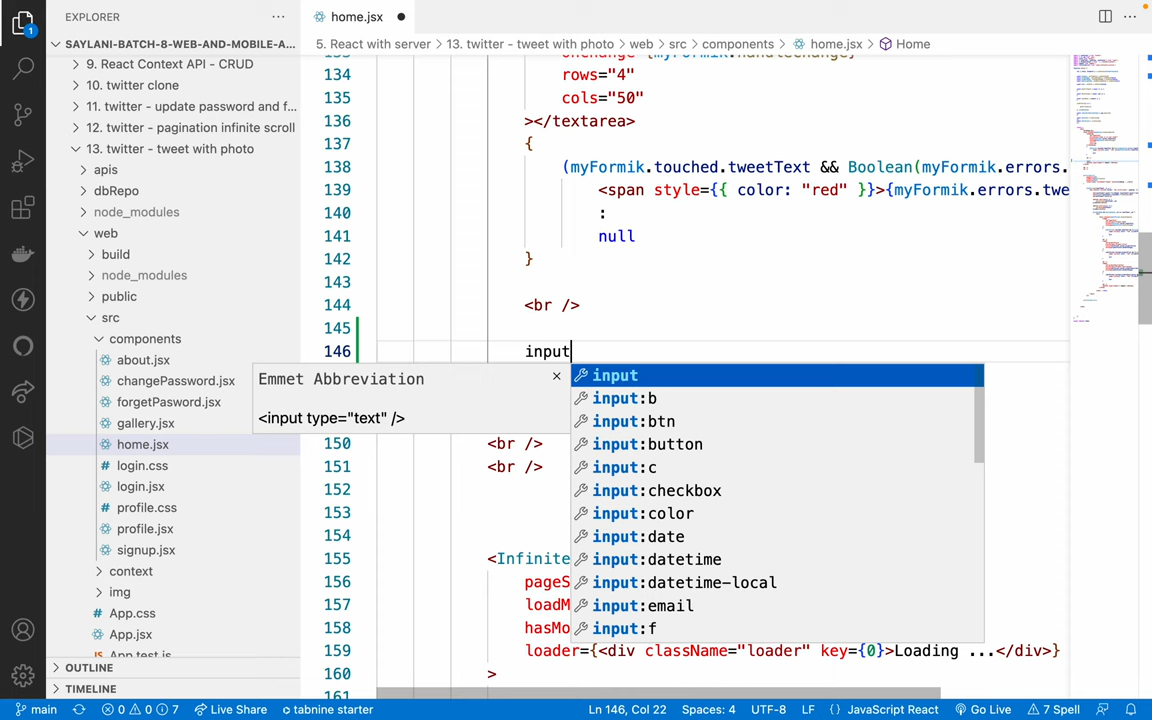 EXPLORER
home.jsx
SAYLANI-BATCH-8-WEB-AND-MOBILE-A...
5. React with server > 13. twitter - tweet with photo > web > src > components > home.jsx > Home
9. React Context API - CRUD
10. twitter clone
11. twitter - update password and f...
12. twitter - pagination infinite scroll
13. twitter - tweet with photo
apis
dbRepo
node_modules
web
build
node_modules
public
src
components
about.jsx
changePassword.jsx
forgetPasword.jsx
gallery.jsx
home.jsx
login.css
login.jsx
profile.css
profile.jsx
signup.jsx
context
img
App.css
App.jsx
App.test.js
OUTLINE
TIMELINE
134 rows="4"
135 cols="50"
136 ></textarea>
137 {
138 (myFormik.touched.tweetText && Boolean(myFormik.errors.
139 <span style={{ color: "red" }}>{myFormik.errors.twe
140 :
141 null
142 }
143
144 <br />
145
146 input
Emmet Abbreviation
<input type="text" />
input
input:b
input:btn
input:button
input:c
input:checkbox
input:color
input:date
input:datetime
input:datetime-local
input:email
input:f
150 <br />
151 <br />
152
153
154
155 <Infinite
156 pageS
157 loadM
158 hasMo
159 loader={<div className="loader" key={0}>Loading ...</div>}
160 >
161
main
0 0 7
Live Share
tabnine starter
Ln 146, Col 22
Spaces: 4
UTF-8
LF
{ } JavaScript React
Go Live
7 Spell
1